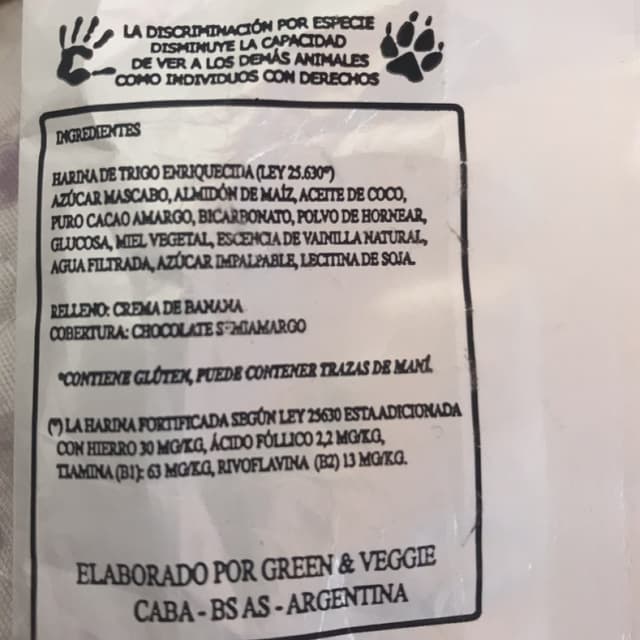 LA DISCRIMINACIÓN POR ESPECIE
DISMINUYE LA CAPACIDAD
DE VER A LOS DEMÁS ANIMALES
COMO INDIVIDUOS CON DERECHOS
INGREDIENTES
HARINA DE TRIGO ENRIQUECIDA (LEY 25.630*)
AZÚCAR MASCABO, ALMIDÓN DE MAÍZ, ACEITE DE COCO,
PURO CACAO AMARGO, BICARBONATO, POLVO DE HORNEAR,
GLUCOSA, MIEL VEGETAL, ESCENCIA DE VAINILLA NATURAL,
AGUA FILTRADA, AZÚCAR IMPALPABLE, LECITINA DE SOJA.
RELLENO: CREMA DE BANANA
COBERTURA: CHOCOLATE SEMIAMARGO
*CONTIENE GLÚTEN, PUEDE CONTENER TRAZAS DE MANÍ.
(*) LA HARINA FORTIFICADA SEGÚN LEY 25630 ESTA ADICIONADA
CON HIERRO 30 MG/KG, ÁCIDO FÓLLICO 2,2 MG/KG,
TIAMINA (B1): 63 MG/KG, RIVOFLAVINA (B2) 13 MG/KG.
ELABORADO POR GREEN & VEGGIE
CABA - BS AS - ARGENTINA